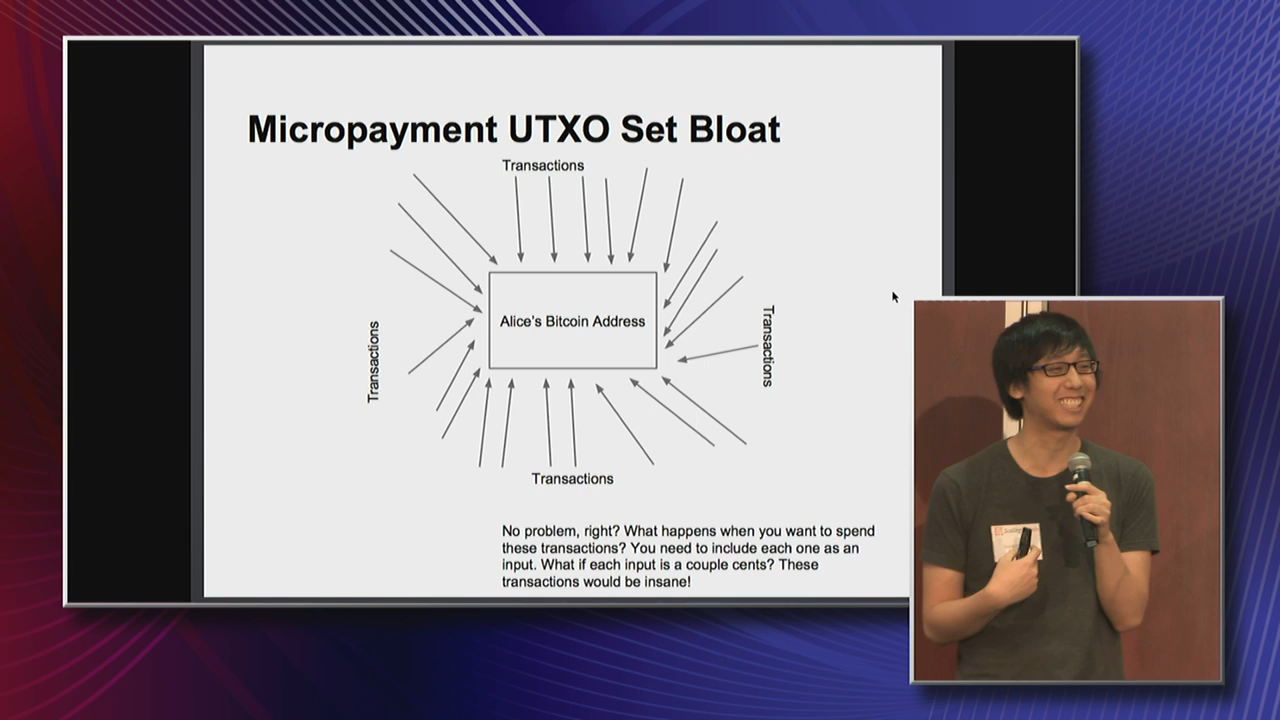 Micropayment UTXO Set Bloat
Transactions
Transactions
Alice's Bitcoin Address
Transactions
Transactions
No problem, right? What happens when you want to spend
these transactions? You need to include each one as an
input. What if each input is a couple cents? These
transactions would be insane!